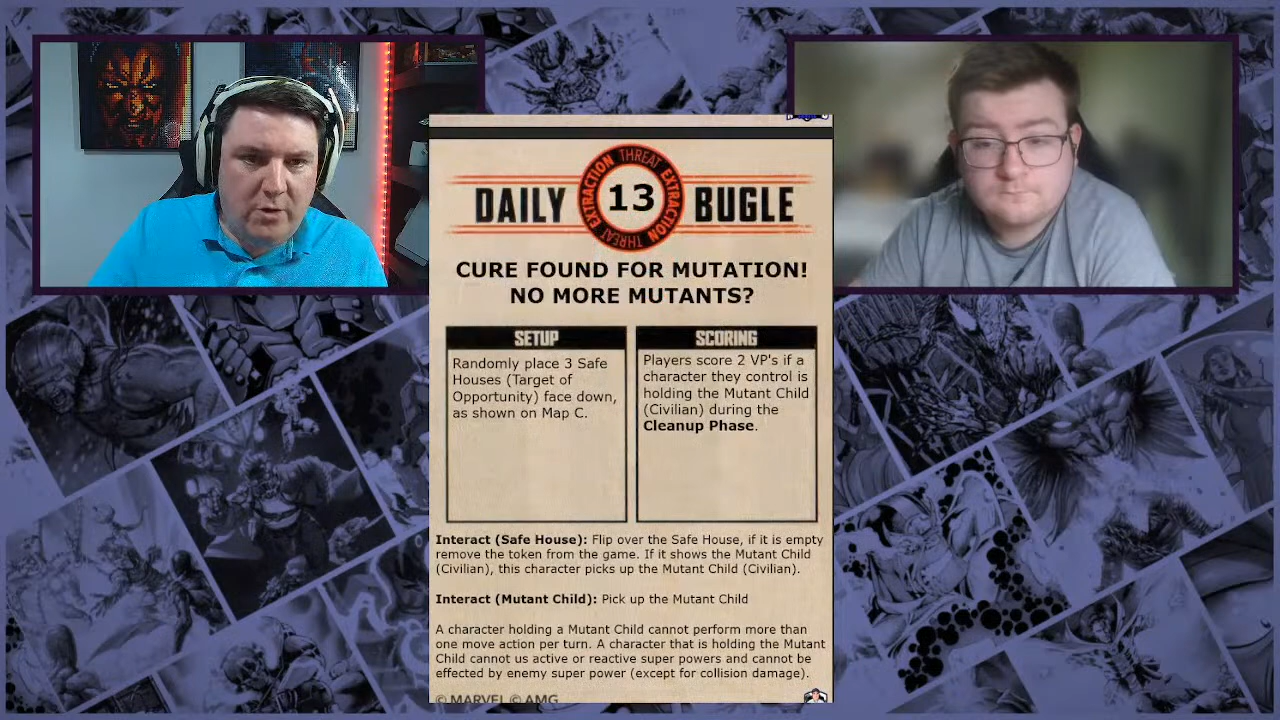 DAILY BUGLE
EXTRACTION THREAT EXTRACTION THREAT
13
CURE FOUND FOR MUTATION!
NO MORE MUTANTS?
SETUP
Randomly place 3 Safe
Houses (Target of
Opportunity) face down,
as shown on Map C.
SCORING
Players score 2 VP's if a
character they control is
holding the Mutant Child
(Civilian) during the
Cleanup Phase.
Interact (Safe House): Flip over the Safe House, if it is empty
remove the token from the game. If it shows the Mutant Child
(Civilian), this character picks up the Mutant Child (Civilian).
Interact (Mutant Child): Pick up the Mutant Child
A character holding a Mutant Child cannot perform more than
one move action per turn. A character that is holding the Mutant
Child cannot us active or reactive super powers and cannot be
effected by enemy super power (except for collision damage).
© MARVEL © AMG